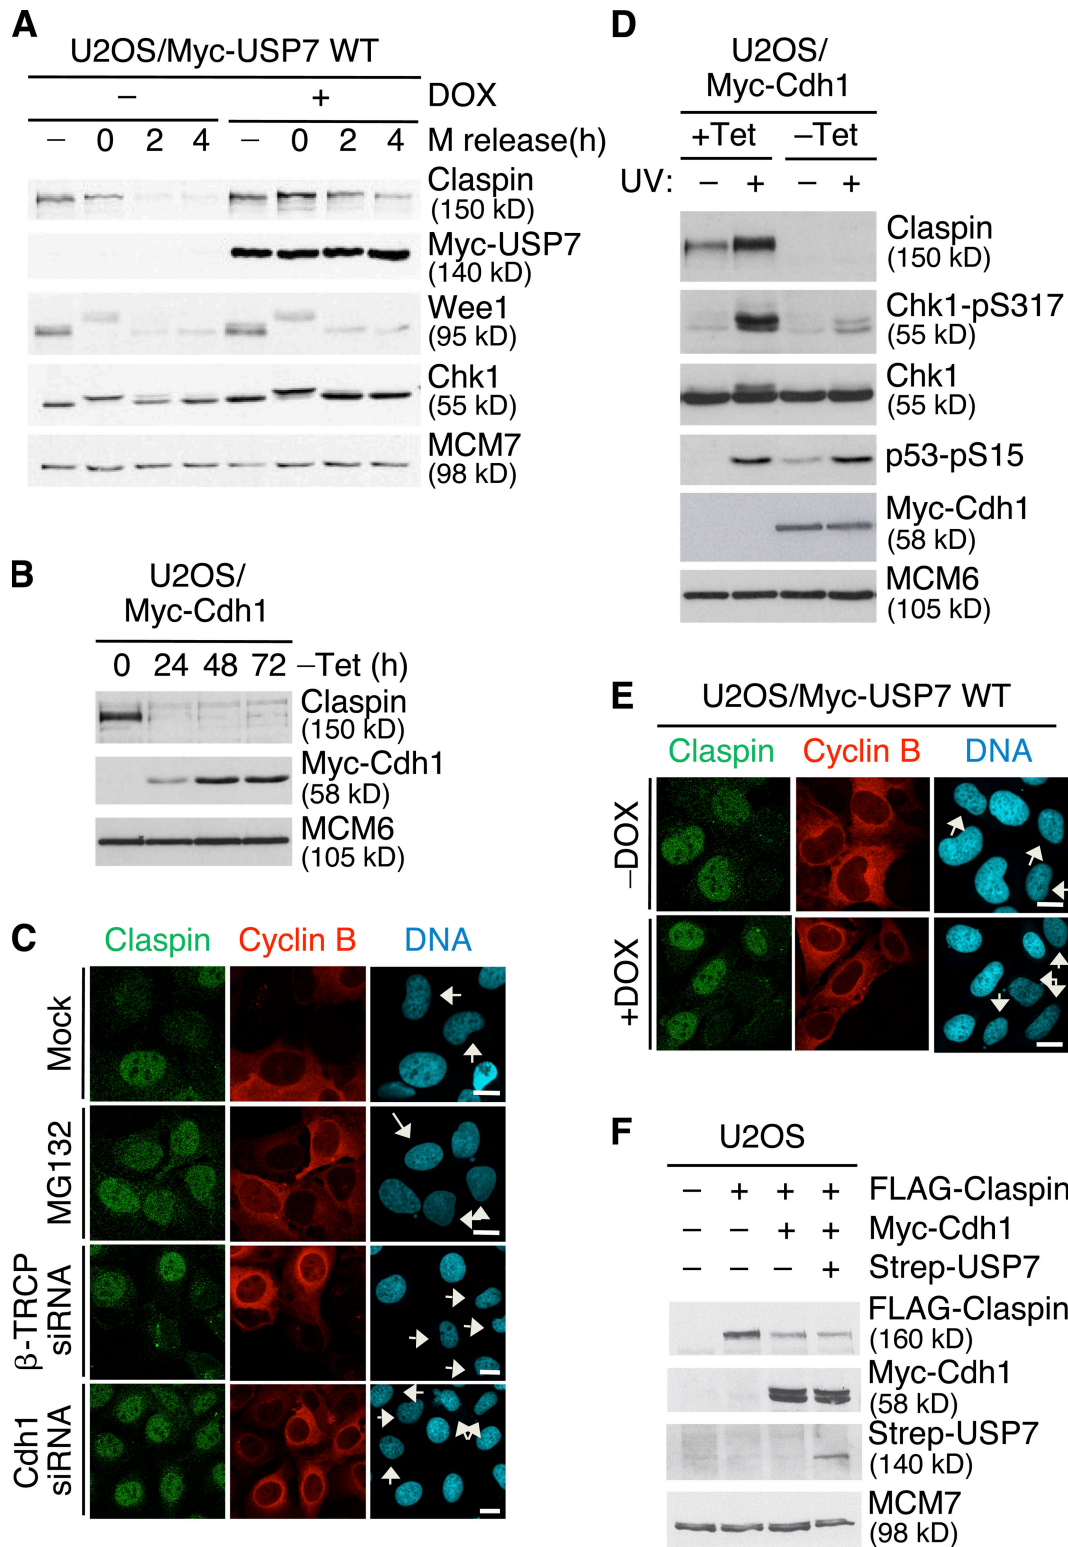 A
U2OS/Myc-USP7 WT
– + DOX
– 0 2 4 – 0 2 4 M release(h)
Claspin
(150 kD)
Myc-USP7
(140 kD)
Wee1
(95 kD)
Chk1
(55 kD)
MCM7
(98 kD)
B
U2OS/
Myc-Cdh1
0 24 48 72 –Tet (h)
Claspin
(150 kD)
Myc-Cdh1
(58 kD)
MCM6
(105 kD)
C
Claspin Cyclin B DNA
Mock
MG132
β-TRCP
siRNA
Cdh1
siRNA
D
U2OS/
Myc-Cdh1
+Tet –Tet
UV: – + – +
Claspin
(150 kD)
Chk1-pS317
(55 kD)
Chk1
(55 kD)
p53-pS15
Myc-Cdh1
(58 kD)
MCM6
(105 kD)
E
U2OS/Myc-USP7 WT
Claspin Cyclin B DNA
–DOX
+DOX
F
U2OS
– + + + FLAG-Claspin
– – + + Myc-Cdh1
– – – + Strep-USP7
FLAG-Claspin
(160 kD)
Myc-Cdh1
(58 kD)
Strep-USP7
(140 kD)
MCM7
(98 kD)